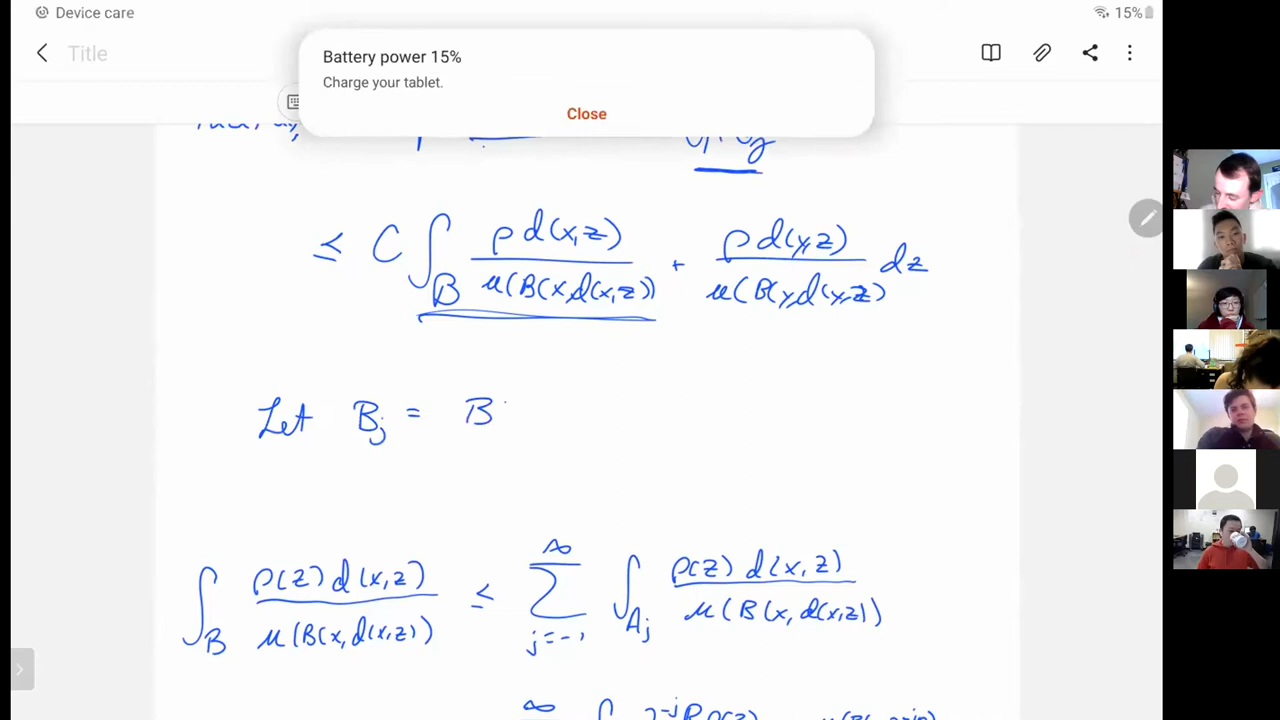 Device care
15%
Title
Battery power 15%
Charge your tablet.
Close
≤ C ∫_B ρ d(x,z) / μ(B(x,d(x,z)) + ρ d(y,z) / μ(B(y,d(y,z)) dz
Let B_j = B
∫_B ρ(z) d(x,z) / μ(B(x,d(x,z)) ≤ ∑_{j=-1}^∞ ∫_{A_j} ρ(z) d(x,z) / μ(B(x,d(x,z))